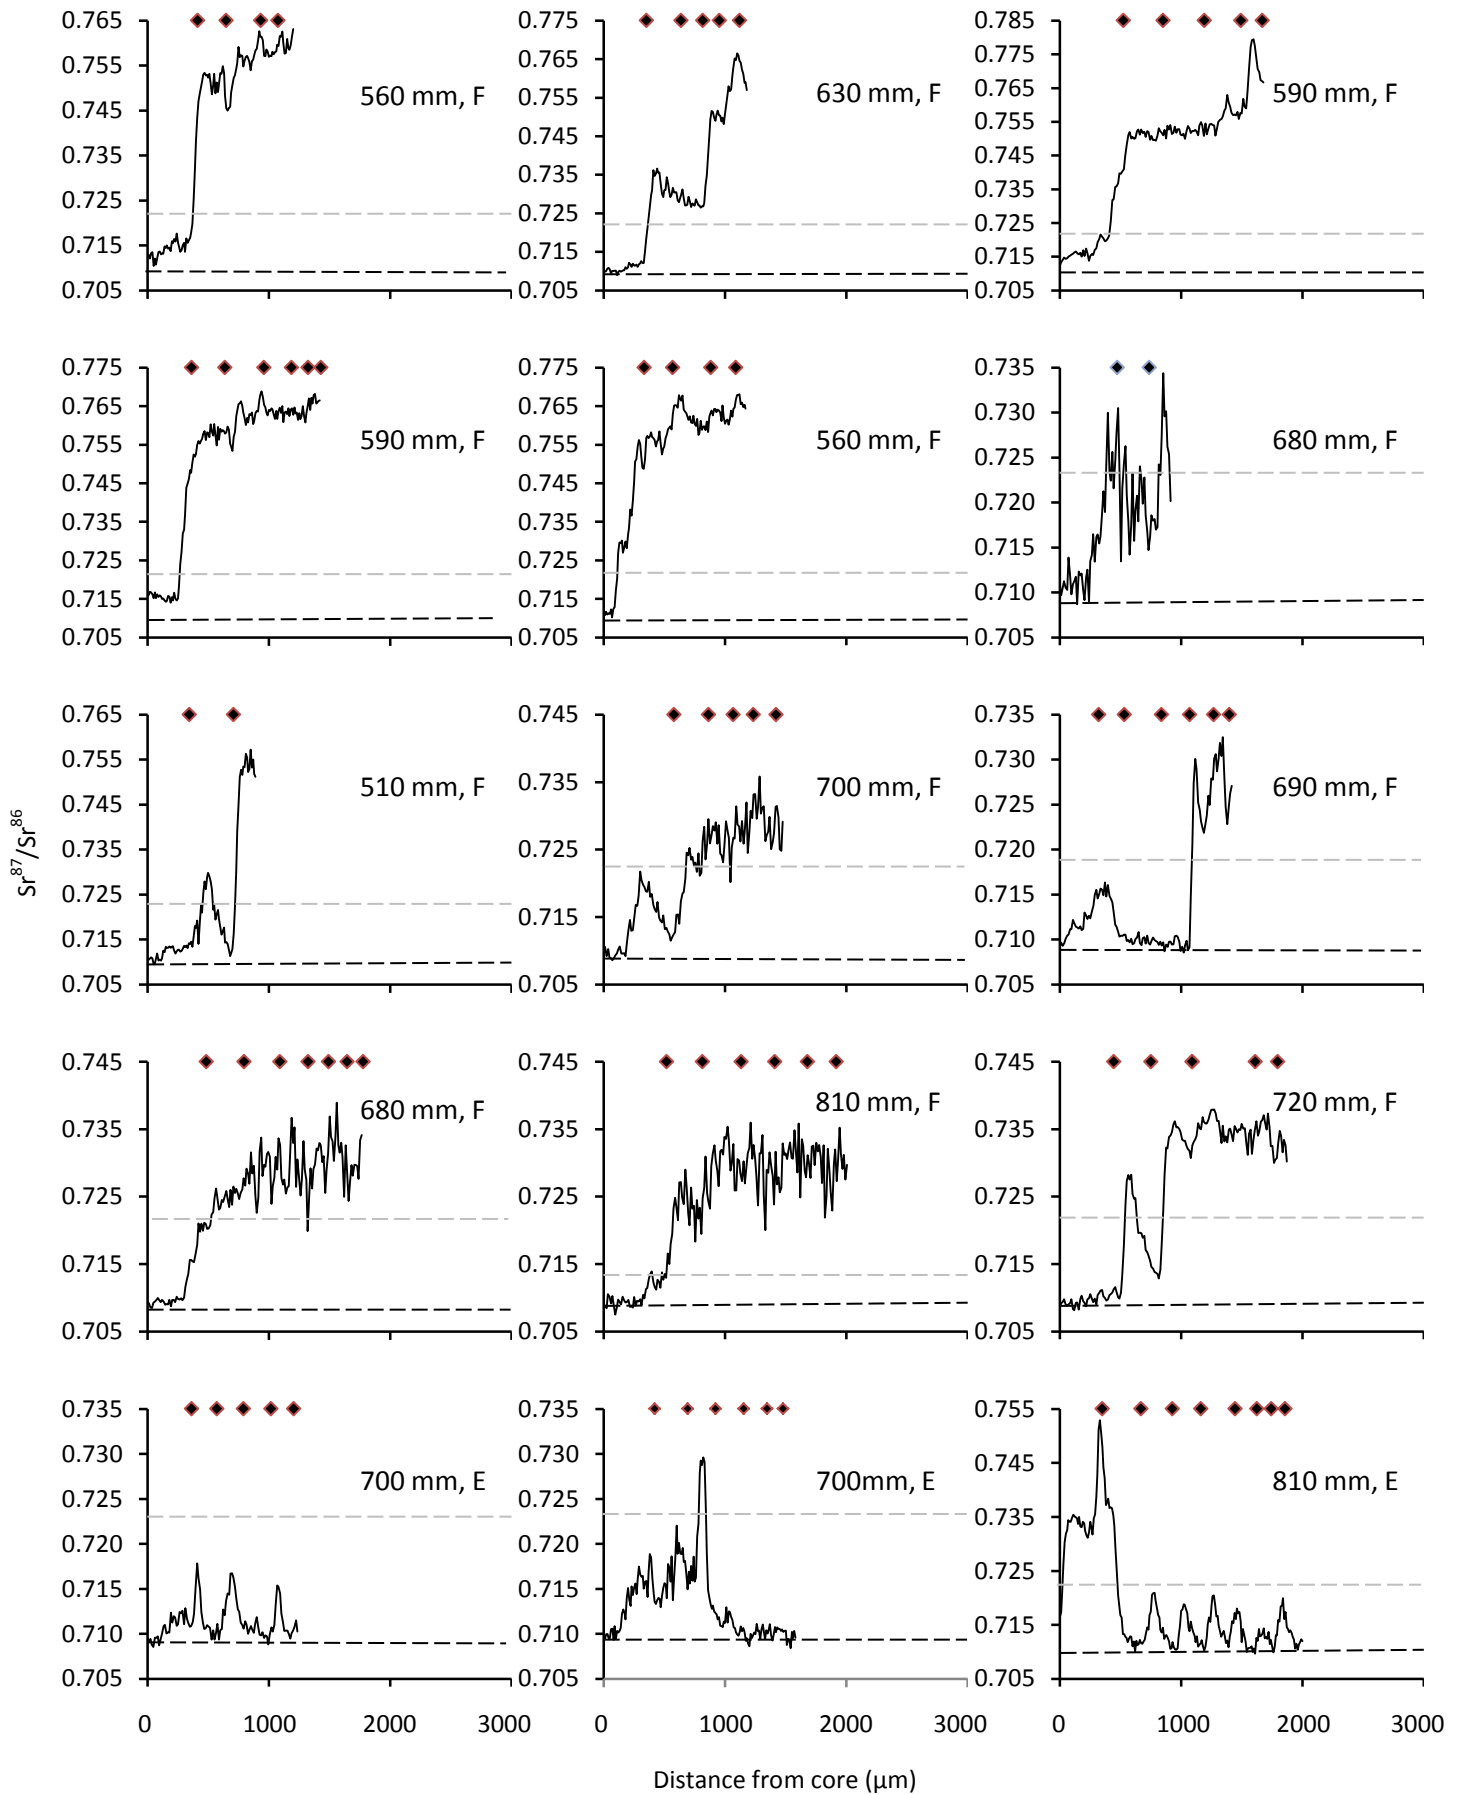 0.765 0.775 0.785
0.755 0.765 0.775
0.745 0.755 0.765
0.735 0.745 0.755
0.725 0.735 0.745
0.715 0.725 0.735
0.705 0.715 0.725
0.705 0.715
0.705
560 mm, F 630 mm, F 590 mm, F
0 1000 2000 3000 0 1000 2000 3000 0 1000 2000 3000
0.775 0.775 0.735
0.765 0.765 0.730
0.755 0.755 0.725
0.745 0.745 0.720
0.735 0.735 0.715
0.725 0.725 0.710
0.715 0.715 0.705
0.705 0.705
590 mm, F 560 mm, F 680 mm, F
0.765 0.745 0.735
0.755 0.735 0.730
0.745 0.725 0.725
0.735 0.715 0.720
0.725 0.705 0.715
0.715 0.710
0.705 0.705
510 mm, F 700 mm, F 690 mm, F
Sr87/Sr86
0.745 0.745 0.745
0.735 0.735 0.735
0.725 0.725 0.725
0.715 0.715 0.715
0.705 0.705 0.705
680 mm, F 810 mm, F 720 mm, F
0.735 0.735 0.755
0.730 0.730 0.745
0.725 0.725 0.735
0.720 0.720 0.725
0.715 0.715 0.715
0.710 0.710 0.705
0.705 0.705
700 mm, E 700mm, E 810 mm, E
Distance from core (µm)